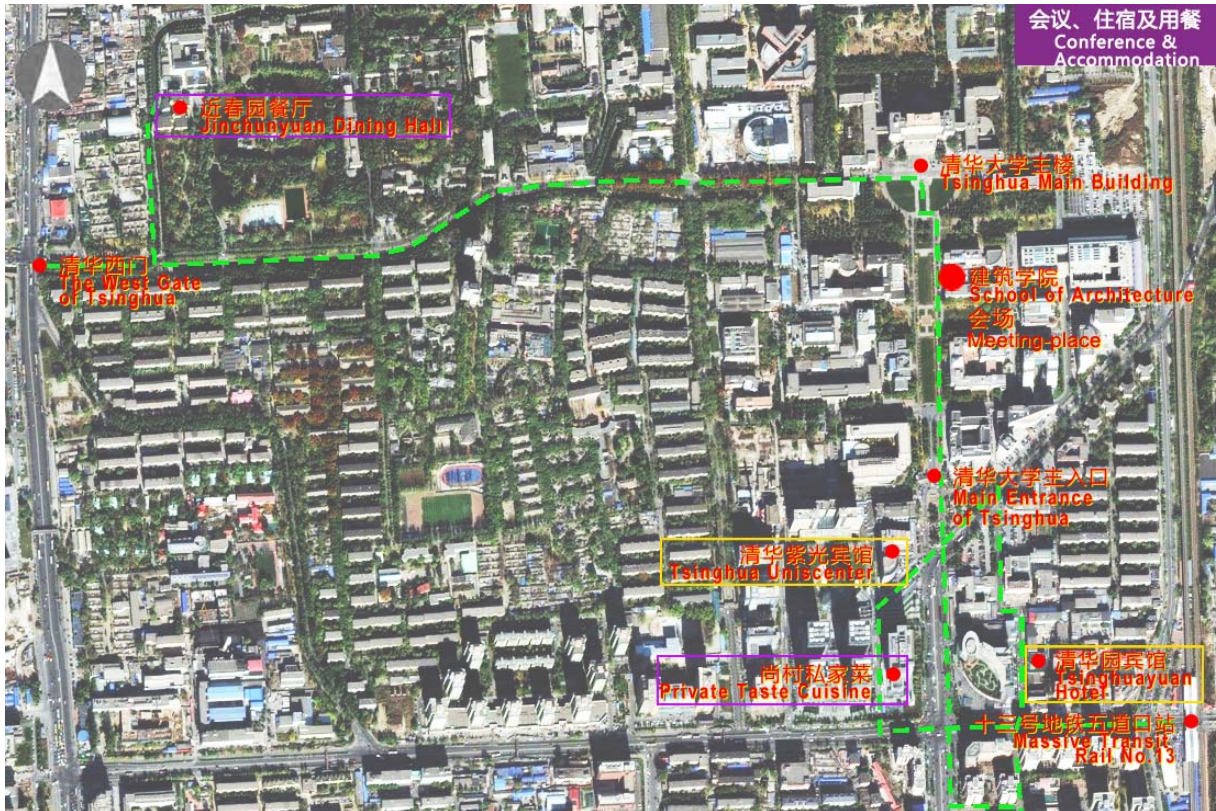 会议、住宿及用餐
Conference &
Accommodation
近春园餐厅
Jinchunyuan Dining Hall
清华大学主楼
Tsinghua Main Building
清华西门
The West Gate
of Tsinghua
建筑学院
School of Architecture
会场
Meeting-place
清华大学主入口
Main Entrance
of Tsinghua
清华紫光宾馆
Tsinghua Uniscenter
尚村私家菜
Private Taste Cuisine
清华园宾馆
Tsinghuayuan
Hotel
十三号地铁五道口站
Massive Transit
Rail No.13